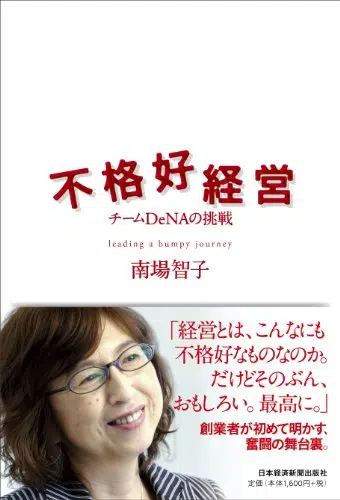 不格好経営
チームDeNAの挑戦
leading a bumpy journey
南場智子
「経営とは、こんなにも
不格好なものなのか。
だけどそのぶん、
おもしろい。最高に。」
創業者が初めて明かす、
奮闘の舞台裏。
日本経済新聞出版社
定価（本体1,600円+税）